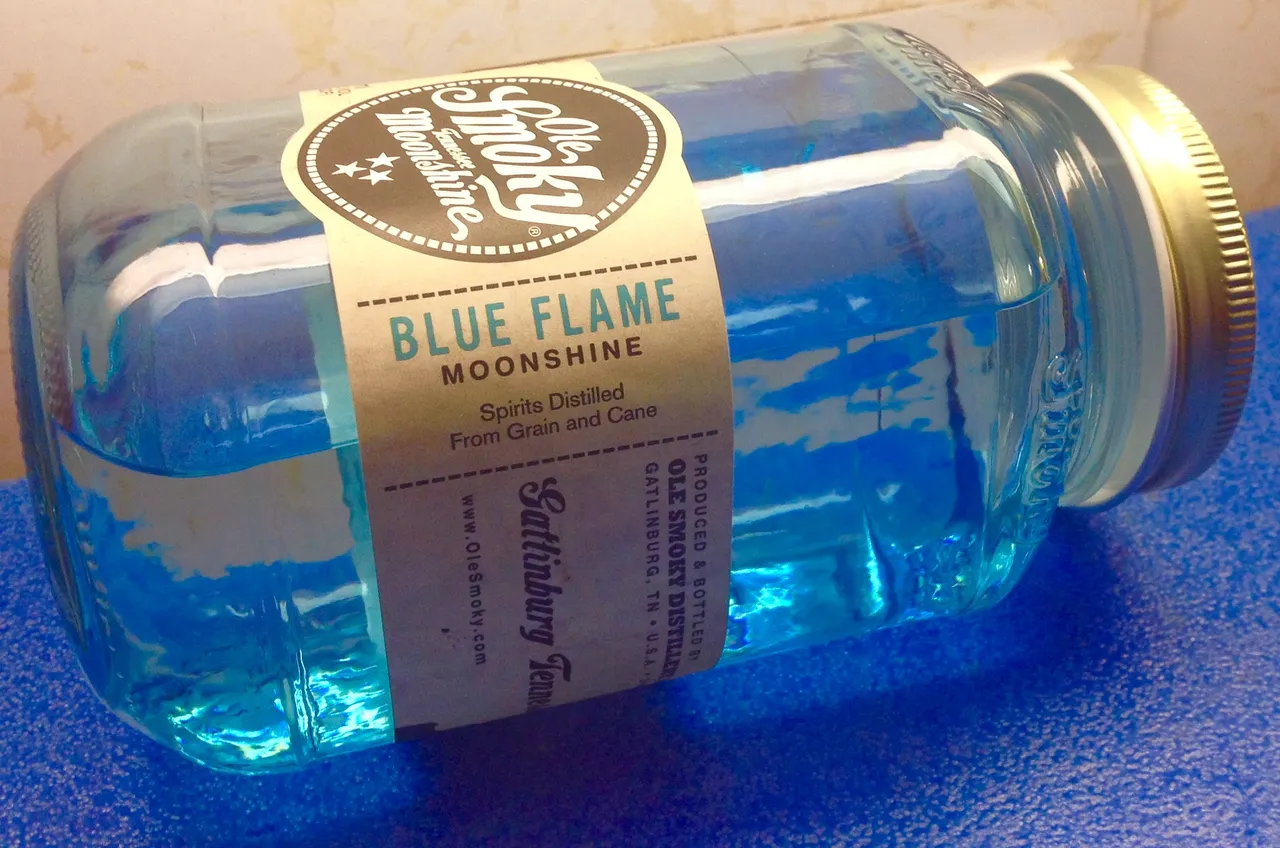 Ole
Smoky
Tennessee
Moonshine
®
BLUE FLAME
MOONSHINE
Spirits Distilled
From Grain and Cane
PRODUCED & BOTTLED BY
OLE SMOKY DISTILLERY
GATLINBURG, TN • U.S.A.
Gatlinburg
www.OleSmoky.com